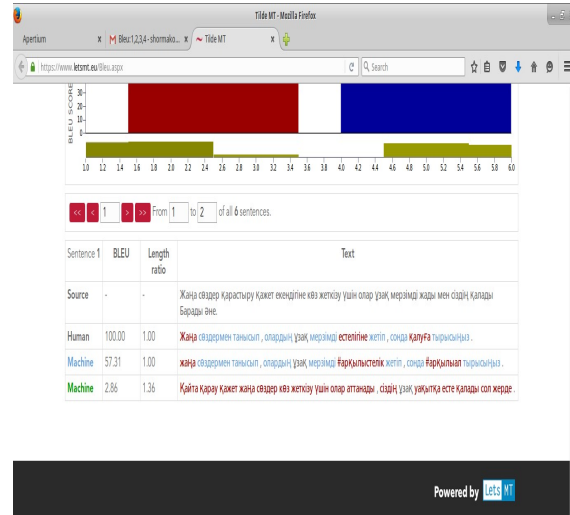 Tilde MT - Mozilla Firefox
Apertium x M Bleu:1,2,3,4 - shormako... x Tilde MT x
https://www.letsmt.eu/Bleu.aspx Search
BLEU SCORE
30
20
10
0
1.0 1.2 1.4 1.6 1.8 2.0 2.2 2.4 2.6 2.8 3.0 3.2 3.4 3.6 3.8 4.0 4.2 4.4 4.6 4.8 5.0 5.2 5.4 5.6 5.8 6.0
<< < 1 > >> From 1 to 2 of all 6 sentences.
Sentence 1 BLEU Length ratio Text
Source - - Жаңа сөздер қарастыру қажет екендігіне көз жеткізу үшін олар ұзақ мерзімді жады мен сіздің қалады
Барады әне.
Human 100.00 1.00 Жаңа сөздермен танысып , олардың ұзақ мерзімді естелігіне жетіп , сонда қалуға тырысыңыз .
Machine 57.31 1.00 жаңа сөздермен танысып , олардың ұзақ мерзімді #арқылыестелік жетіп , сонда #арқылықал тырысыңыз .
Machine 2.86 1.36 Қайта қарау қажет жаңа сөздер көз жеткізу үшін олар аттанады , сіздің ұзақ уақытқа есте қалады сол жерде .
Powered by Lets MT